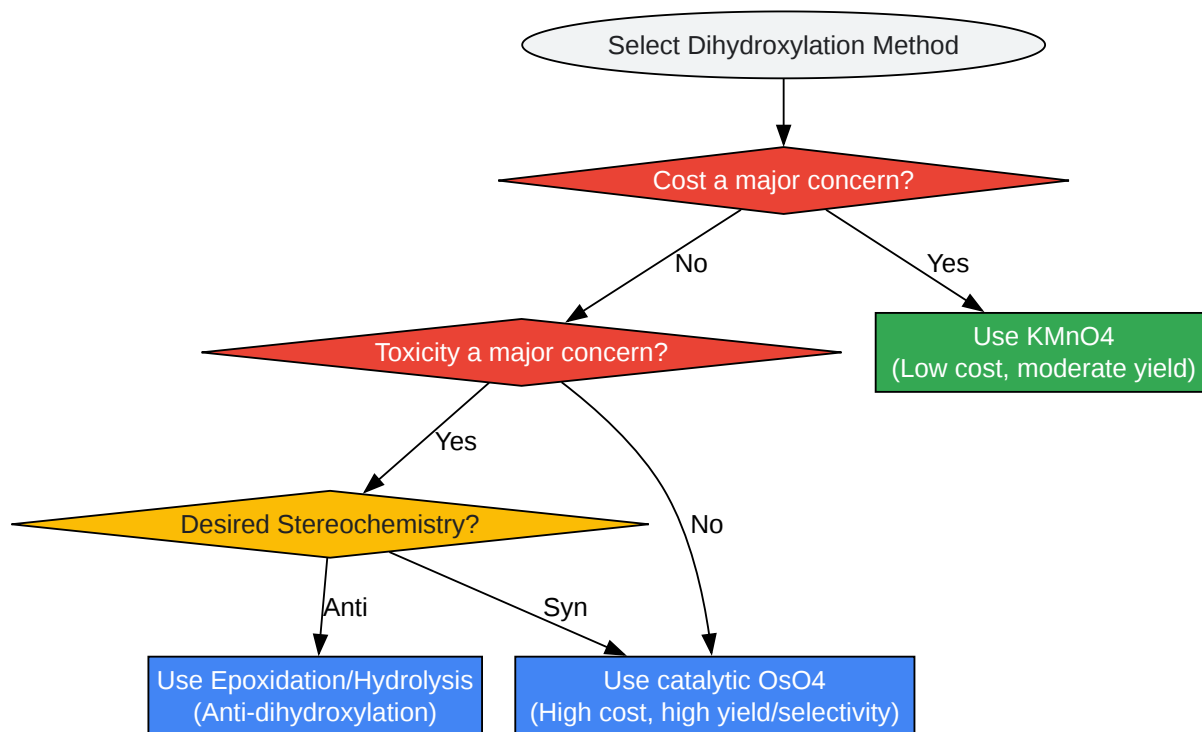 Select Dihydroxylation Method
Cost a major concern?
No
Yes
Toxicity a major concern?
Use KMnO4
(Low cost, moderate yield)
Yes
No
Desired Stereochemistry?
Anti
Syn
Use Epoxidation/Hydrolysis
(Anti-dihydroxylation)
Use catalytic OsO4
(High cost, high yield/selectivity)